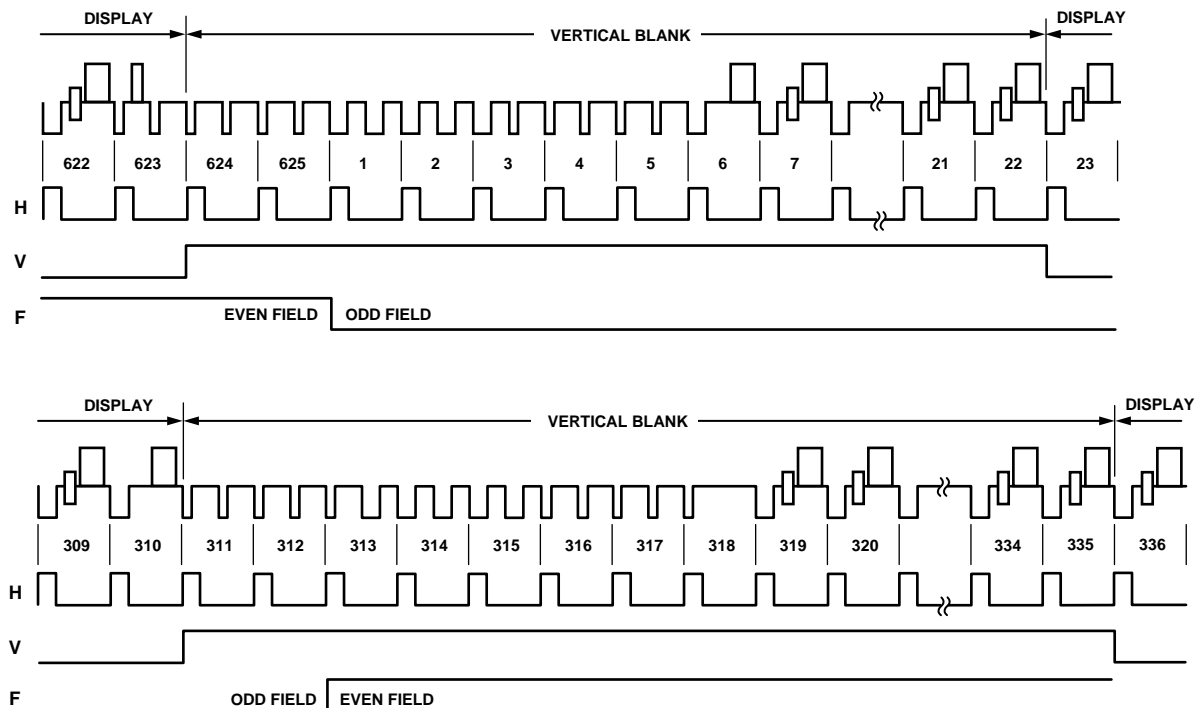 DISPLAY
VERTICAL BLANK
DISPLAY
622 623 624 625 1 2 3 4 5 6 7 21 22 23
H
V
F
EVEN FIELD ODD FIELD
DISPLAY
VERTICAL BLANK
DISPLAY
309 310 311 312 313 314 315 316 317 318 319 320 334 335 336
H
V
F
ODD FIELD EVEN FIELD